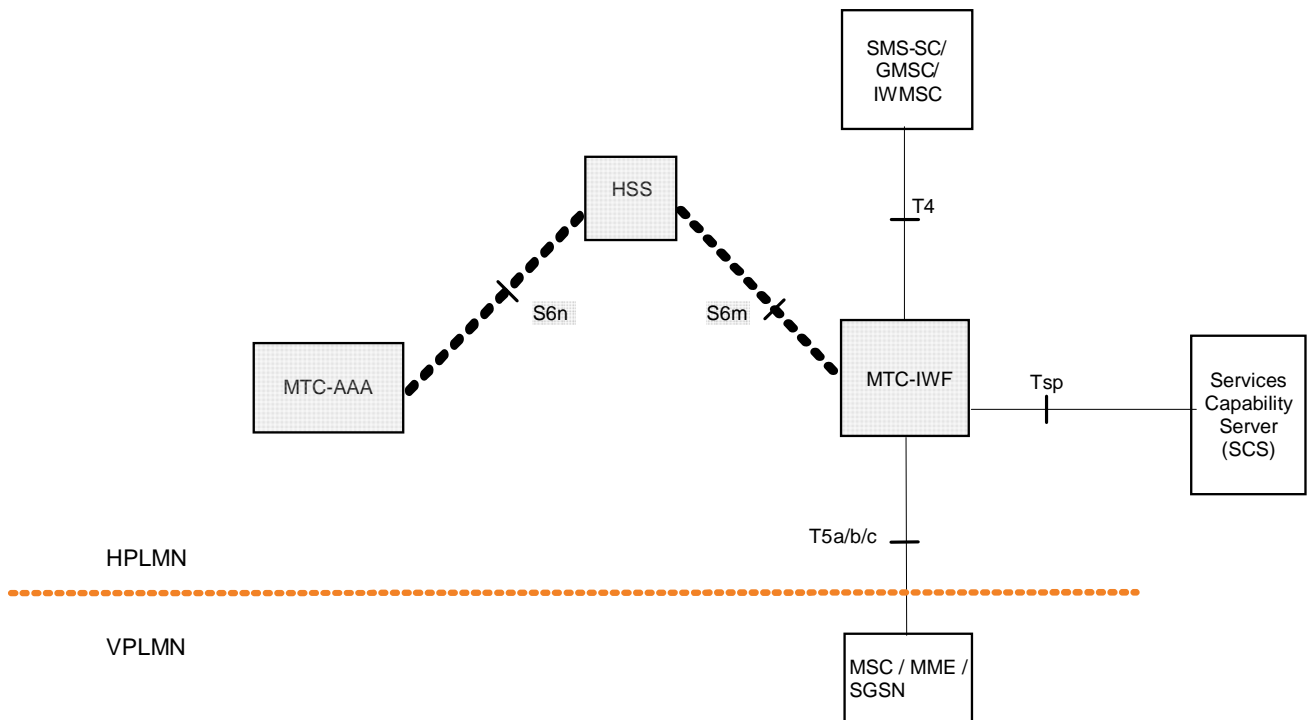 SMS-SC/
GMSC/
IWMSC
HSS
T4
S6n
S6m
MTC-AAA
MTC-IWF
Tsp
Services
Capability
Server
(SCS)
T5a/b/c
HPLMN
VPLMN
MSC / MME /
SGSN